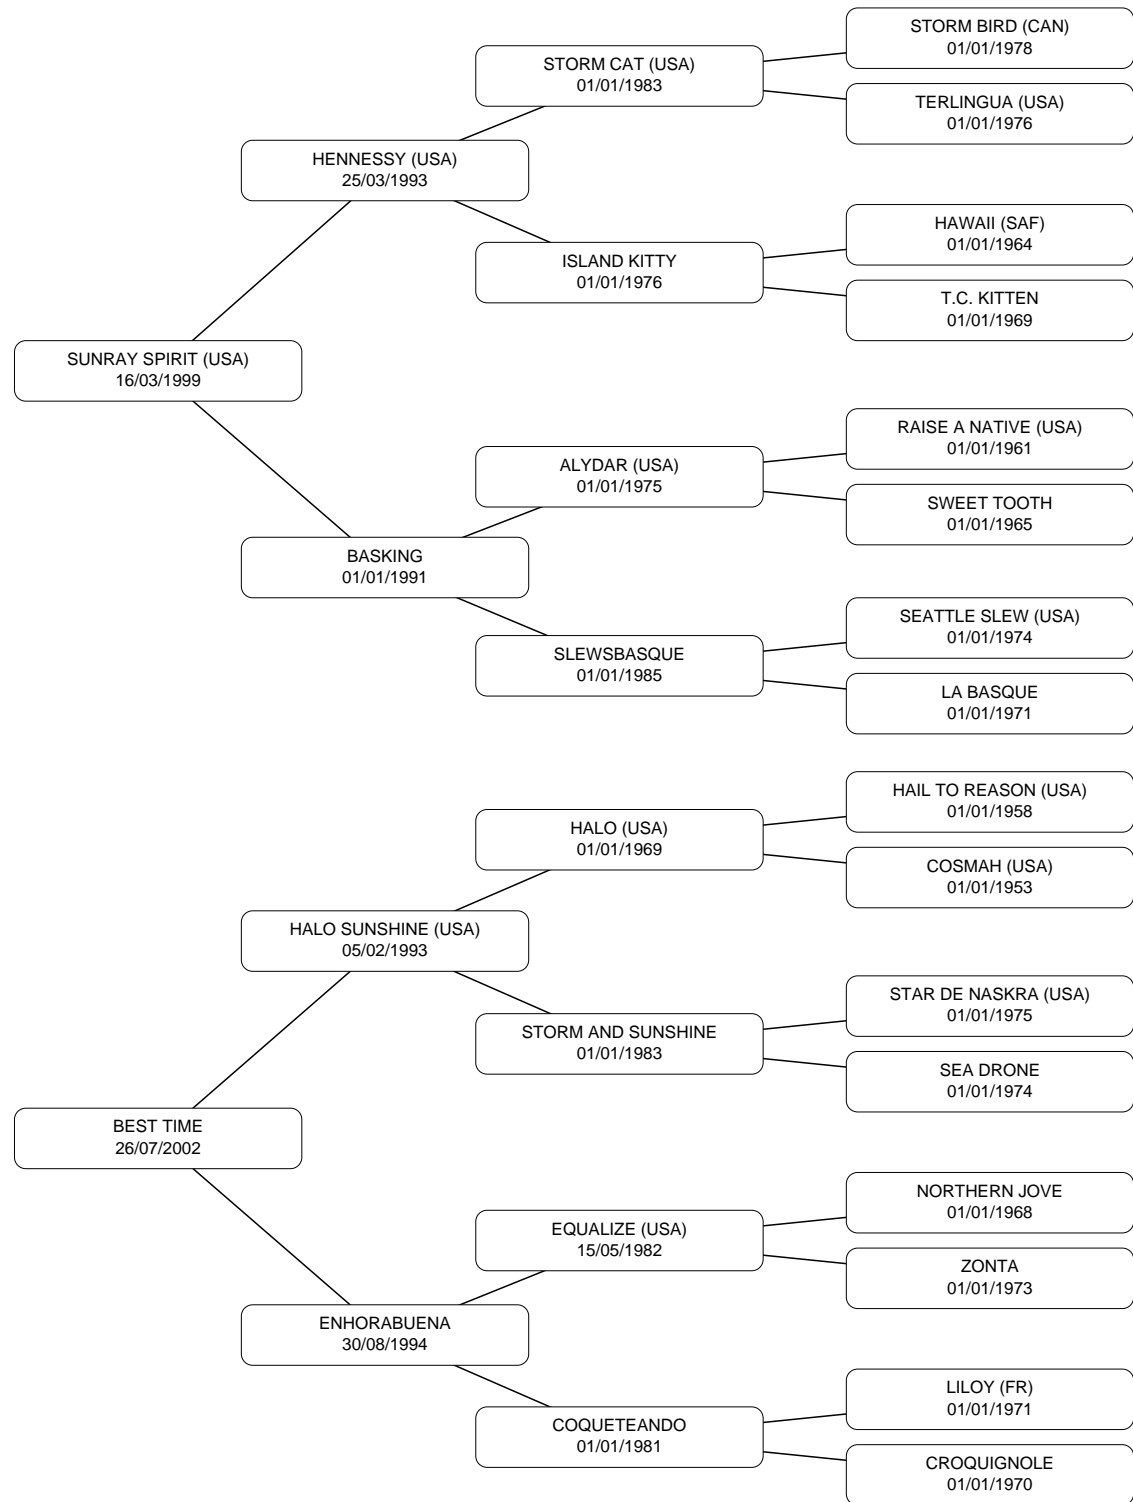 STORM BIRD (CAN)
01/01/1978
STORM CAT (USA)
01/01/1983
TERLINGUA (USA)
01/01/1976
HENNESSY (USA)
25/03/1993
HAWAII (SAF)
01/01/1964
ISLAND KITTY
01/01/1976
T.C. KITTEN
01/01/1969
SUNRAY SPIRIT (USA)
16/03/1999
RAISE A NATIVE (USA)
01/01/1961
ALYDAR (USA)
01/01/1975
SWEET TOOTH
01/01/1965
BASKING
01/01/1991
SEATTLE SLEW (USA)
01/01/1974
SLEWSBASQUE
01/01/1985
LA BASQUE
01/01/1971
HAIL TO REASON (USA)
01/01/1958
HALO (USA)
01/01/1969
COSMAH (USA)
01/01/1953
HALO SUNSHINE (USA)
05/02/1993
STAR DE NASKRA (USA)
01/01/1975
STORM AND SUNSHINE
01/01/1983
SEA DRONE
01/01/1974
BEST TIME
26/07/2002
NORTHERN JOVE
01/01/1968
EQUALIZE (USA)
15/05/1982
ZONTA
01/01/1973
ENHORABUENA
30/08/1994
LILOY (FR)
01/01/1971
COQUETEANDO
01/01/1981
CROQUIGNOLE
01/01/1970